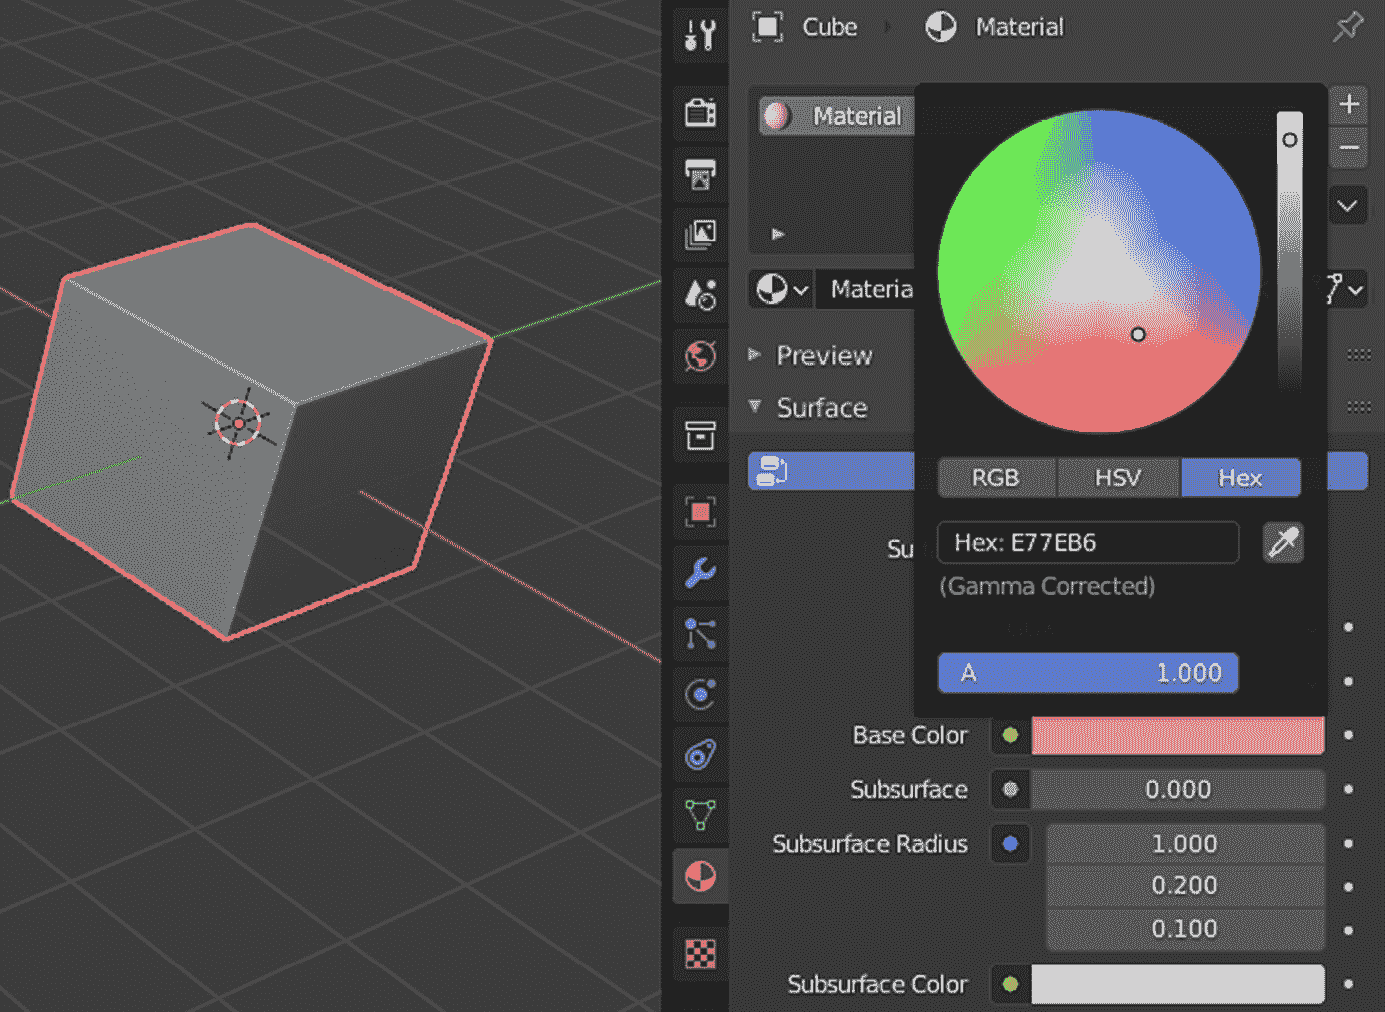 Cube Material
Material
Materia
Preview
Surface
RGB HSV Hex
Su
Hex: E77EB6
(Gamma Corrected)
A 1.000
Base Color
Subsurface 0.000
Subsurface Radius 1.000
0.200
0.100
Subsurface Color